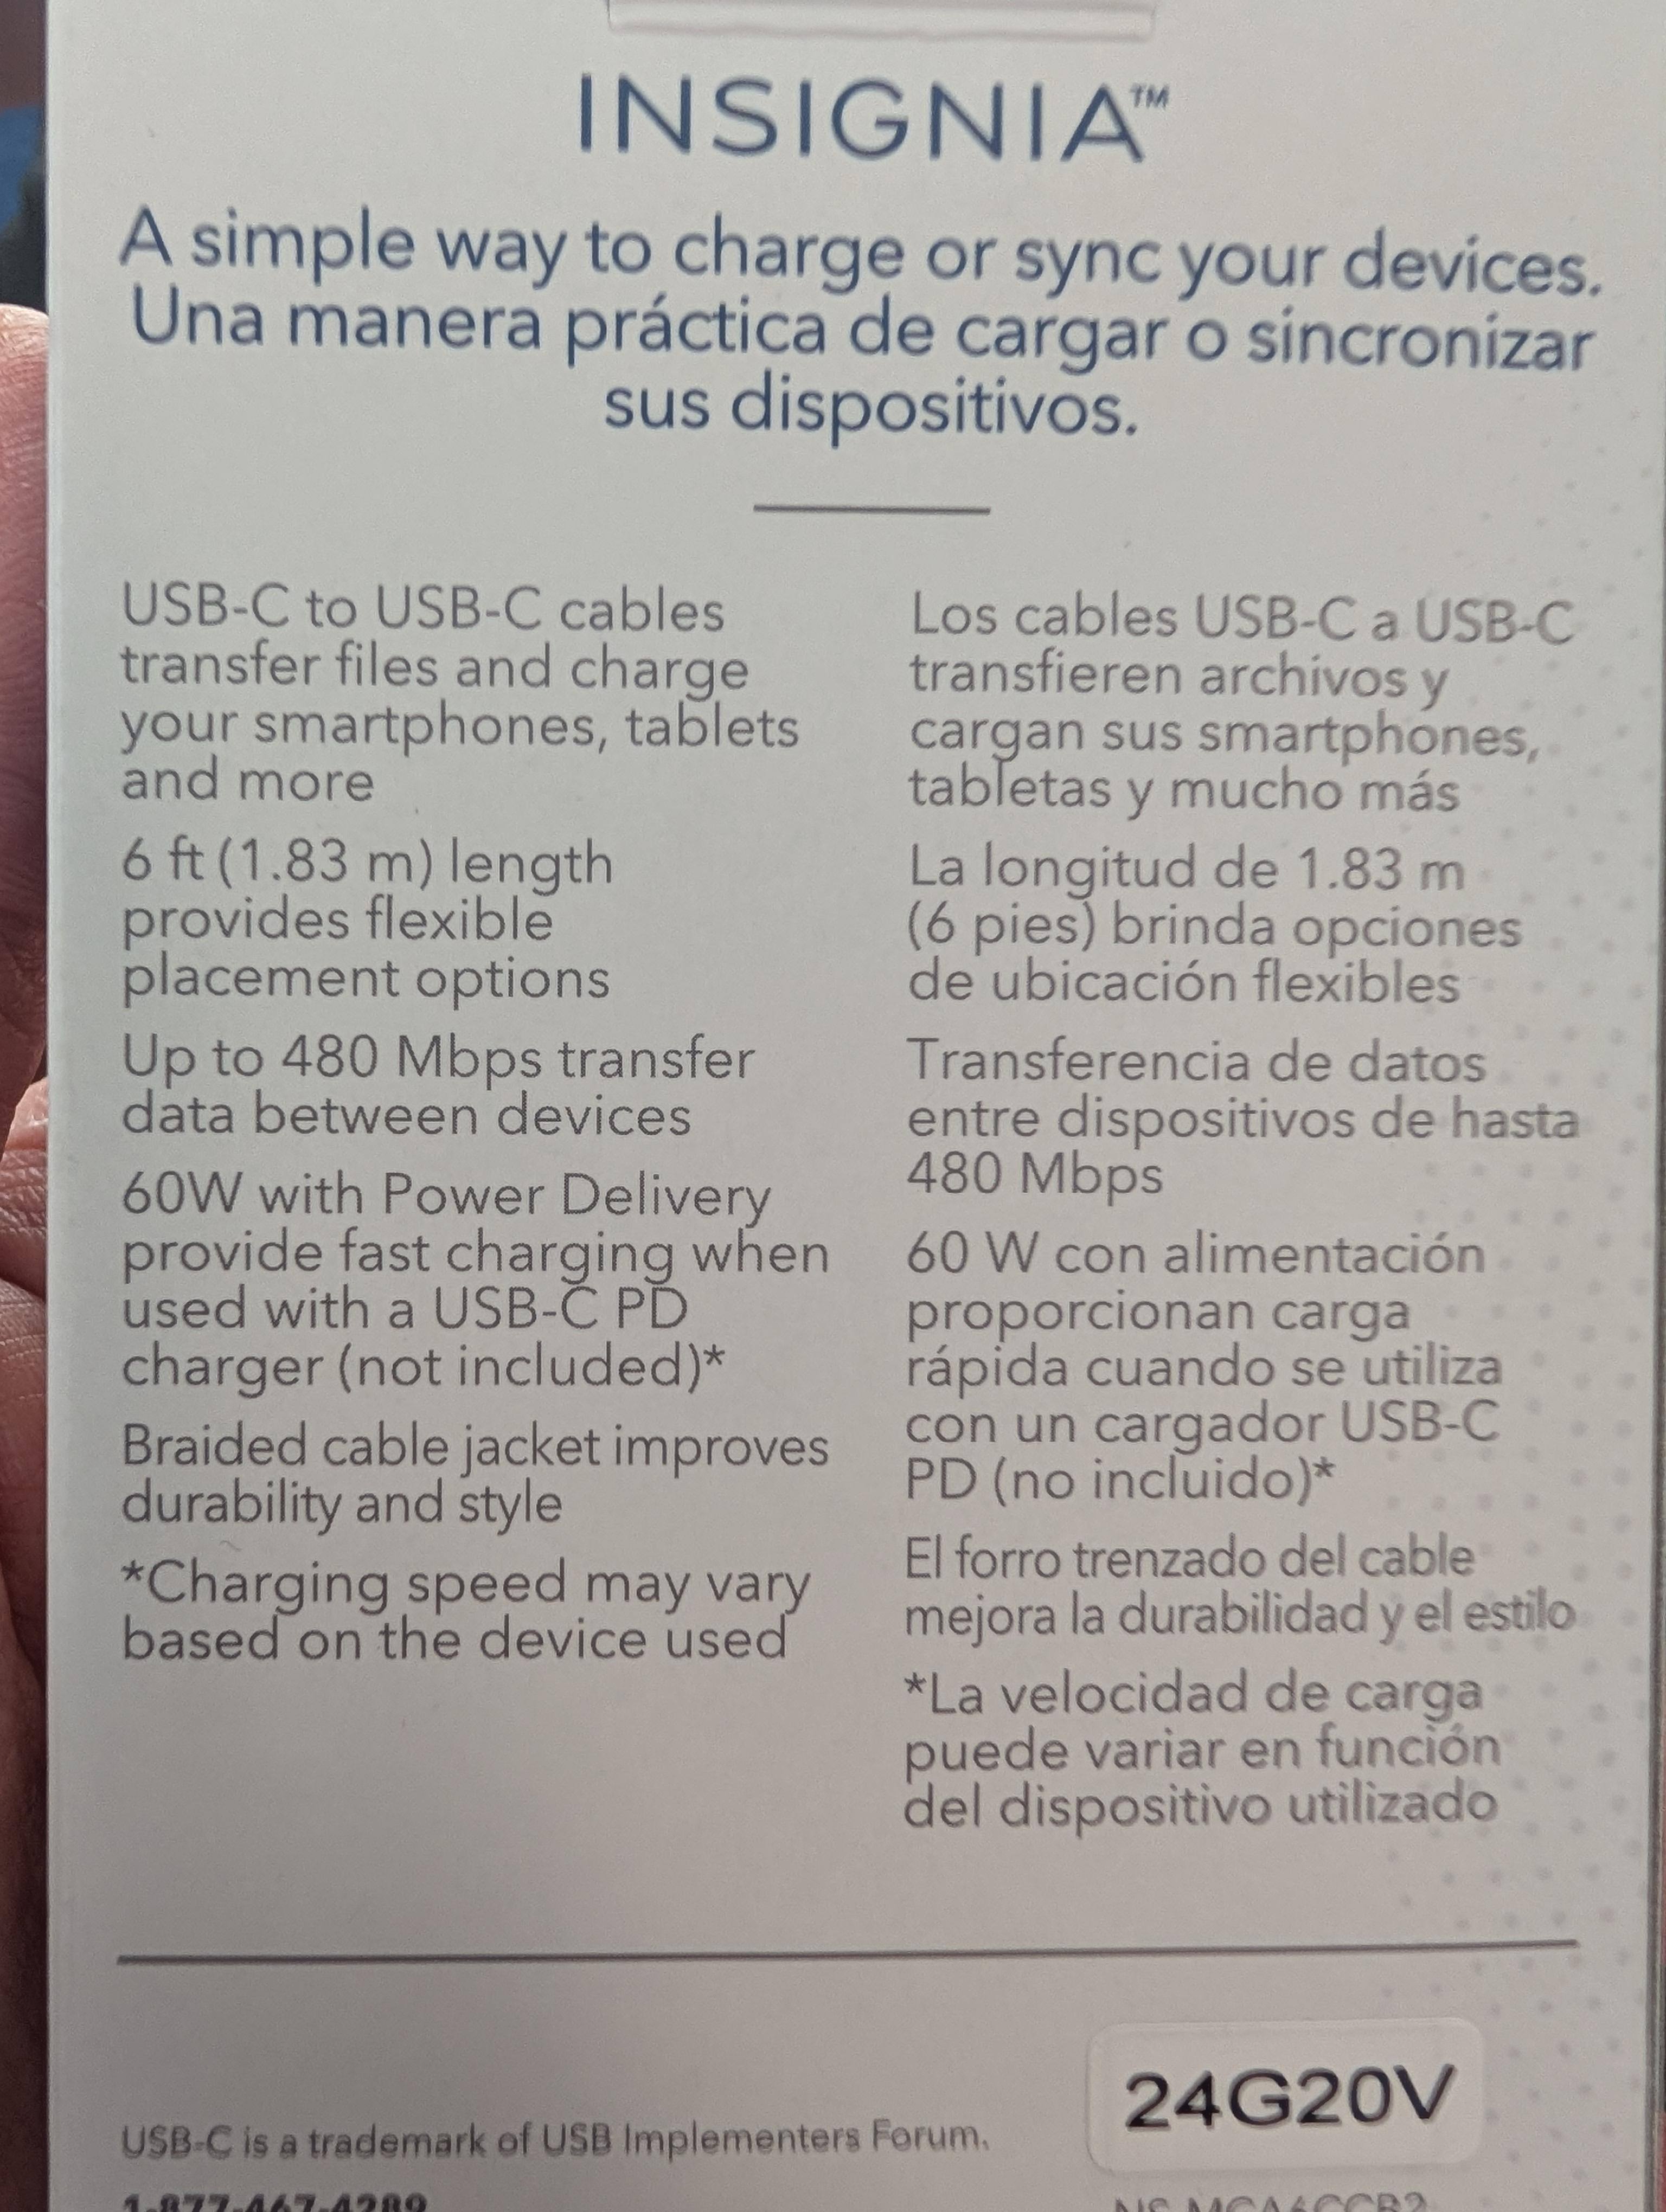 INSIGNIA™
A simple way to charge or sync your devices.
Una manera práctica de cargar o sincronizar
sus dispositivos.
USB-C to USB-C cables
transfer files and charge
your smartphones, tablets
and more
6 ft (1.83 m) length
provides flexible
placement options
Up to 480 Mbps transfer
data between devices
60W with Power Delivery
provide fast charging when
used with a USB-C PD
charger (not included)*
Braided cable jacket improves
durability and style
*Charging speed may vary
based on the device used
Los cables USB-C a USB-C
transfieren archivos y
cargan sus smartphones,
tabletas y mucho más
La longitud de 1.83 m
(6 pies) brinda opciones
de ubicación flexibles
Transferencia de datos
entre dispositivos de hasta
480 Mbps
60 W con alimentación
proporcionan carga
rápida cuando se utiliza
con un cargador USB-C
PD (no incluido)*
El forro trenzado del cable
mejora la durabilidad y el estilo
*La velocidad de carga
puede variar en función
del dispositivo utilizado
24G20V
USB-C is a trademark of USB Implementers Forum.
1-877-467-4289